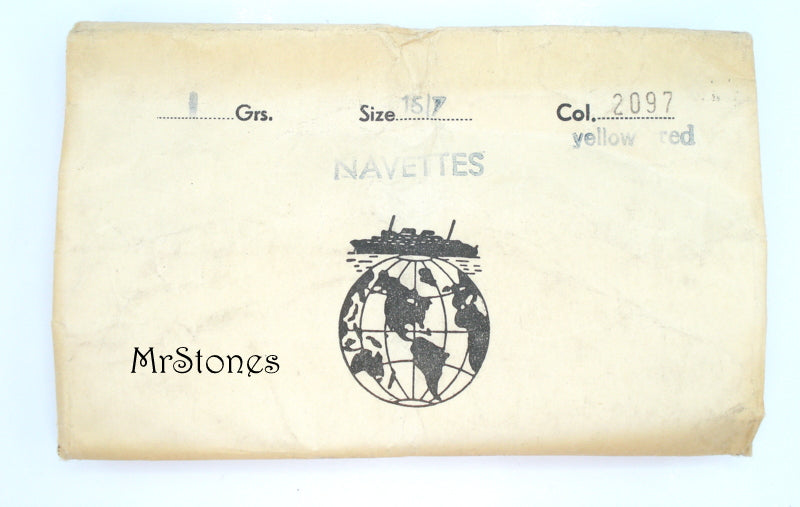 1 Grs. Size 15/7 Col. 2097
yellow red
NAVETTES
MrStones